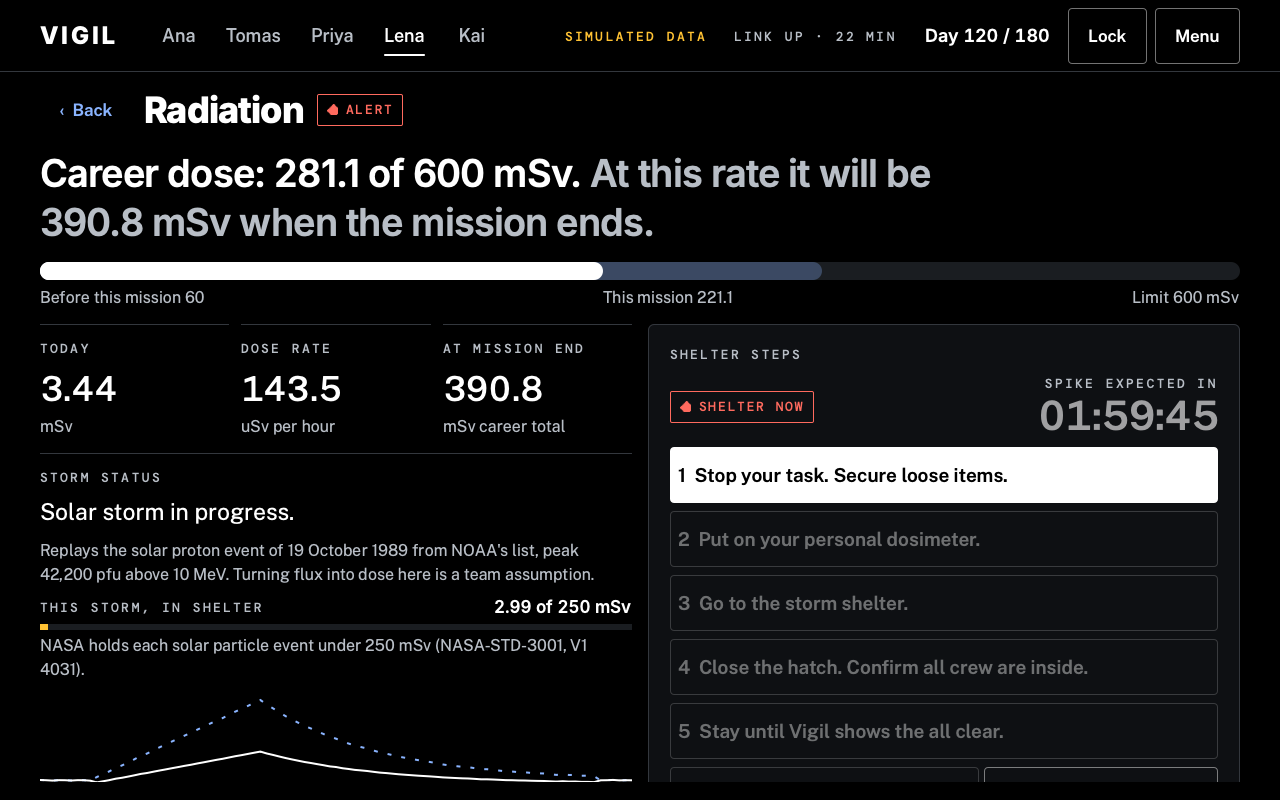 VIGIL
Ana
Tomas
Priya
Lena
Kai
SIMULATED DATA
LINK UP · 22 MIN
Day 120 / 180
Lock
Menu
‹ Back
Radiation
ALERT
Career dose: 281.1 of 600 mSv. At this rate it will be
390.8 mSv when the mission ends.
Before this mission 60
This mission 221.1
Limit 600 mSv
TODAY
3.44
mSv
DOSE RATE
143.5
uSv per hour
AT MISSION END
390.8
mSv career total
STORM STATUS
Solar storm in progress.
Replays the solar proton event of 19 October 1989 from NOAA's list, peak
42,200 pfu above 10 MeV. Turning flux into dose here is a team assumption.
THIS STORM, IN SHELTER
2.99 of 250 mSv
NASA holds each solar particle event under 250 mSv (NASA-STD-3001, V1
4031).
SHELTER STEPS
SHELTER NOW
SPIKE EXPECTED IN
01:59:45
1 Stop your task. Secure loose items.
2 Put on your personal dosimeter.
3 Go to the storm shelter.
4 Close the hatch. Confirm all crew are inside.
5 Stay until Vigil shows the all clear.